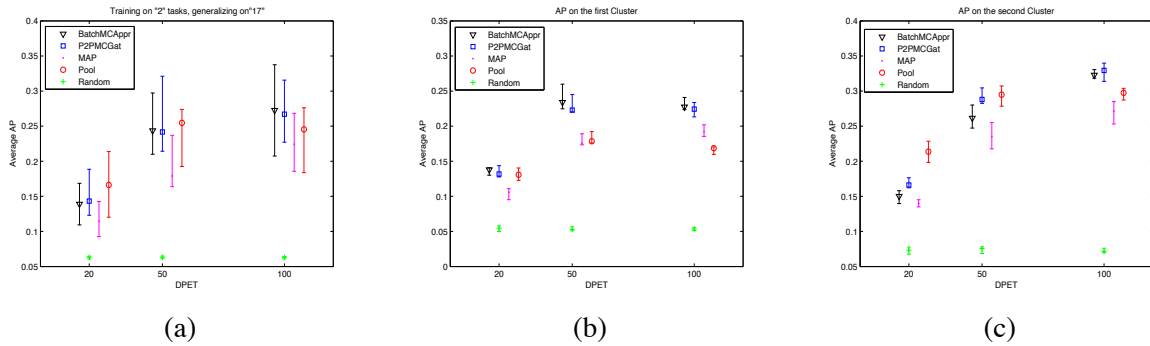 Training on "2" tasks, generalizing on"17"
0.4
0.35
0.3
0.25
0.2
0.15
0.1
0.05
Average AP
BatchMCAppr
P2PMCGat
MAP
Pool
Random
20
50
100
DPET
(a)
AP on the first Cluster
0.4
0.35
0.3
0.25
0.2
0.15
0.1
0.05
0
Average AP
BatchMCAppr
P2PMCGat
MAP
Pool
Random
20
50
100
DPET
(b)
AP on the second Cluster
0.4
0.35
0.3
0.25
0.2
0.15
0.1
0.05
Average AP
BatchMCAppr
P2PMCGat
MAP
Pool
Random
20
50
100
DPET
(c)